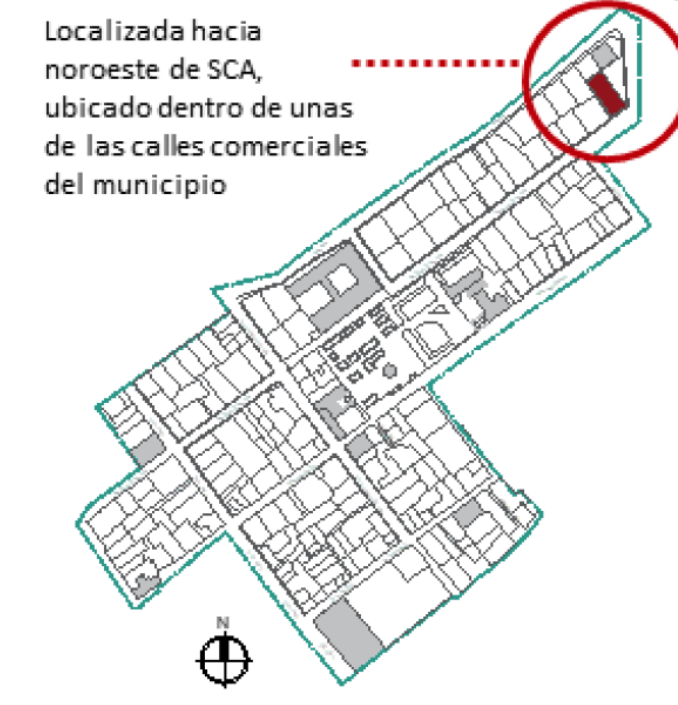 Localizada hacia
noroeste de SCA,
ubicado dentro de unas
de las calles comerciales
del municipio
N